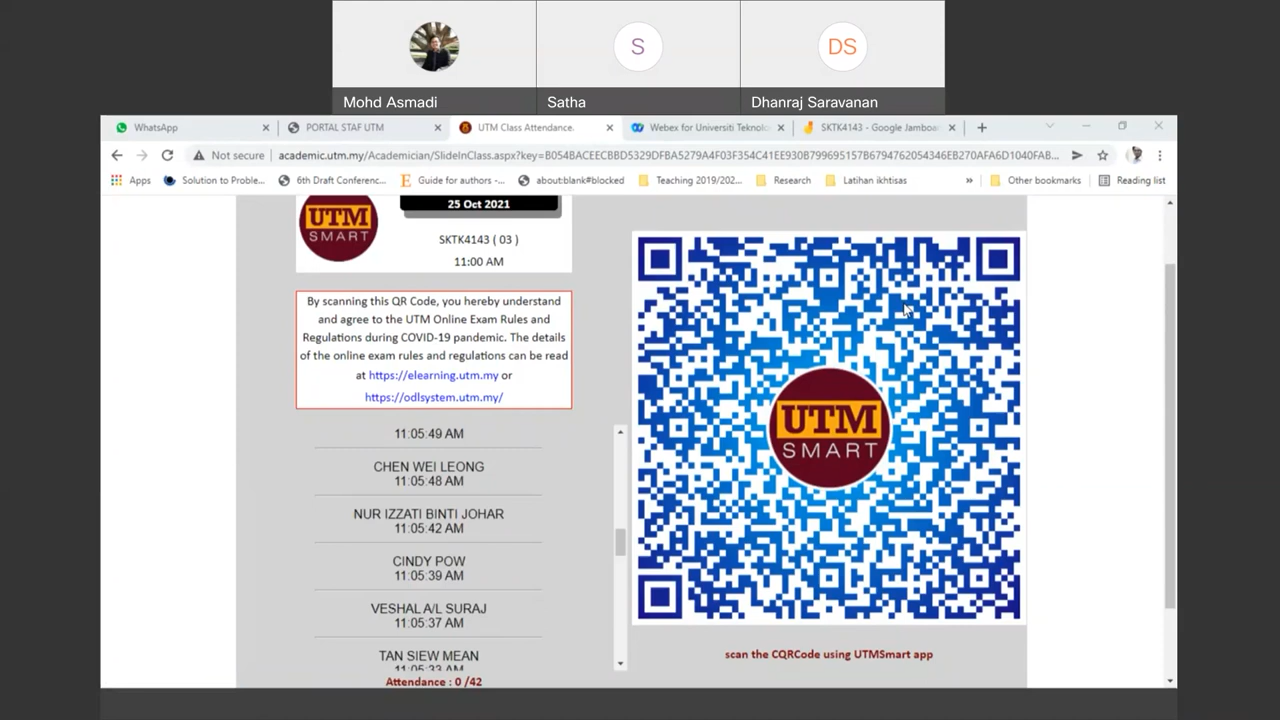 S
DS
Mohd Asmadi
Satha
Dhanraj Saravanan
WhatsApp
PORTAL STAF UTM
UTM Class Attendance.
Webex for Universiti Teknolo
SKTK4143 - Google Jamboa
Not secure
academic.utm.my/Academician/SlideInClass.aspx?key=B054BACEECBBD5329DFBA5279A4F03F354C41EE930B799695157B6794762054346EB270AFA6D1040FAB...
Apps
Solution to Proble...
6th Draft Conferenc...
Guide for authors -...
about:blank#blocked
Teaching 2019/202...
Research
Latihan ikhtisas
»
Other bookmarks
Reading list
UTM
SMART
25 Oct 2021
SKTK4143 ( 03 )
11:00 AM
By scanning this QR Code, you hereby understand
and agree to the UTM Online Exam Rules and
Regulations during COVID-19 pandemic. The details
of the online exam rules and regulations can be read
at https://elearning.utm.my or
https://odlsystem.utm.my/
11:05:49 AM
CHEN WEI LEONG
11:05:48 AM
NUR IZZATI BINTI JOHAR
11:05:42 AM
CINDY POW
11:05:39 AM
VESHAL A/L SURAJ
11:05:37 AM
TAN SIEW MEAN
11:05:33 AM
Attendance : 0 /42
UTM
SMART
scan the CQRCode using UTMSmart app